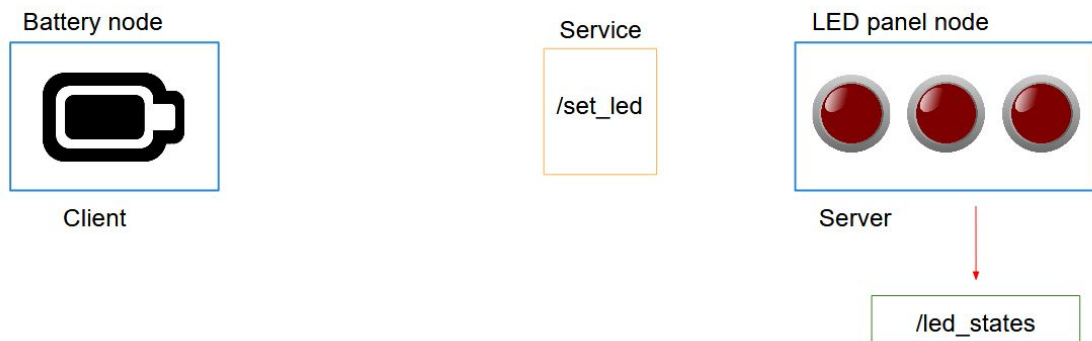 Battery node
Service
LED panel node
/set_led
Client
Server
/led_states